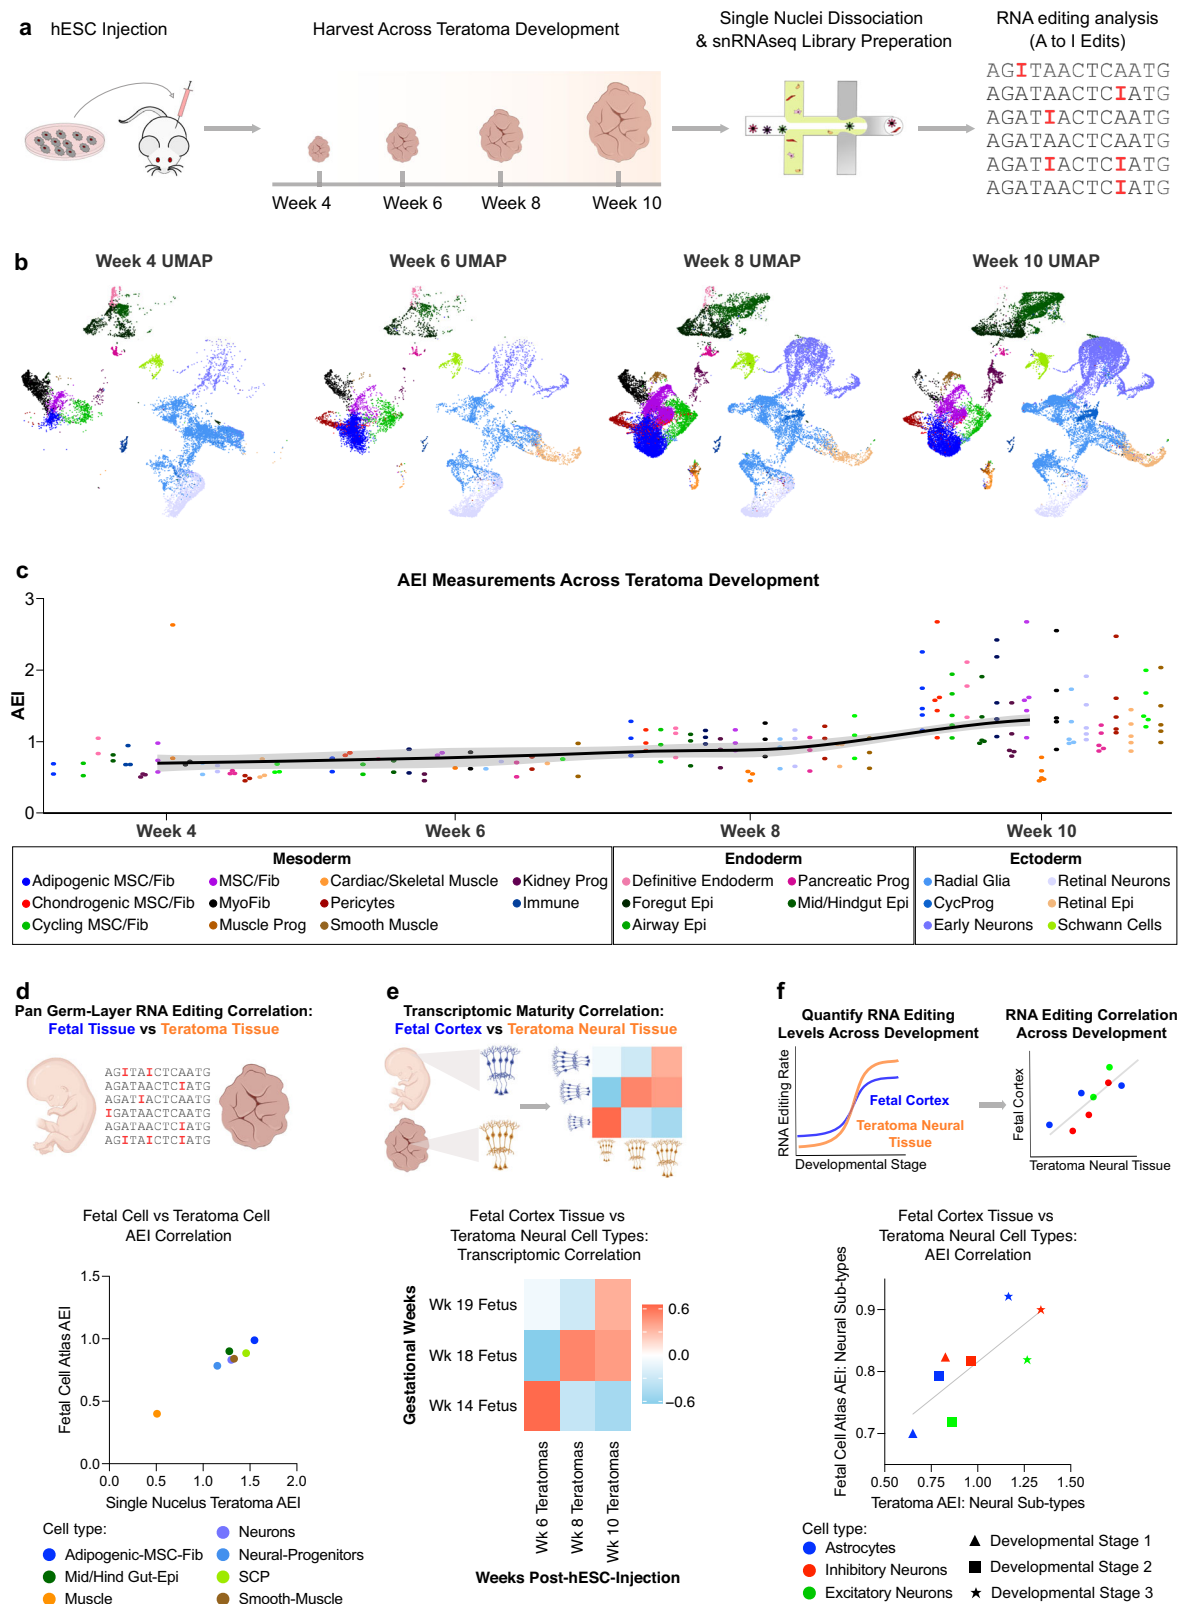 a
hESC Injection
Harvest Across Teratoma Development
Single Nuclei Dissociation
& snRNAseq Library Preperation
RNA editing analysis
(A to I Edits)
AGITAACTCAATG
AGATAACTCIATG
AGATIACTCAATG
AGATAACTCAATG
AGATIACTCIATG
AGATAACTCIATG
Week 4
Week 6
Week 8
Week 10
b
Week 4 UMAP
Week 6 UMAP
Week 8 UMAP
Week 10 UMAP
c
AEI Measurements Across Teratoma Development
AEI
3
2
1
0
Week 4
Week 6
Week 8
Week 10
Mesoderm
Adipogenic MSC/Fib
MSC/Fib
Cardiac/Skeletal Muscle
Kidney Prog
Chondrogenic MSC/Fib
MyoFib
Pericytes
Immune
Cycling MSC/Fib
Muscle Prog
Smooth Muscle
Endoderm
Definitive Endoderm
Pancreatic Prog
Foregut Epi
Mid/Hindgut Epi
Airway Epi
Ectoderm
Radial Glia
Retinal Neurons
CycProg
Retinal Epi
Early Neurons
Schwann Cells
d
Pan Germ-Layer RNA Editing Correlation:
Fetal Tissue vs Teratoma Tissue
AGITAICTCAATG
AGATAACTCIATG
AGATIACTCAATG
IGATAACTCAATG
AGATAACTCIATG
AGITAICTCIATG
Fetal Cell vs Teratoma Cell
AEI Correlation
Fetal Cell Atlas AEI
1.5
1.0
0.5
0.0
0.0
0.5
1.0
1.5
2.0
Single Nucelus Teratoma AEI
Cell type:
Adipogenic-MSC-Fib
Mid/Hind Gut-Epi
Muscle
Neurons
Neural-Progenitors
SCP
Smooth-Muscle
e
Transcriptomic Maturity Correlation:
Fetal Cortex vs Teratoma Neural Tissue
Fetal Cortex Tissue vs
Teratoma Neural Cell Types:
Transcriptomic Correlation
Gestational Weeks
Wk 19 Fetus
Wk 18 Fetus
Wk 14 Fetus
0.6
0.0
−0.6
Wk 6 Teratomas
Wk 8 Teratomas
Wk 10 Teratomas
Weeks Post-hESC-Injection
f
Quantify RNA Editing
Levels Across Development
RNA Editing Rate
Fetal Cortex
Teratoma Neural
Tissue
Developmental Stage
RNA Editing Correlation
Across Development
Fetal Cortex
Teratoma Neural Tissue
Fetal Cortex Tissue vs
Teratoma Neural Cell Types:
AEI Correlation
Fetal Cell Atlas AEI: Neural Sub-types
0.9
0.8
0.7
0.50
0.75
1.00
1.25
1.50
Teratoma AEI: Neural Sub-types
Cell type:
Astrocytes
Inhibitory Neurons
Excitatory Neurons
Developmental Stage 1
Developmental Stage 2
Developmental Stage 3